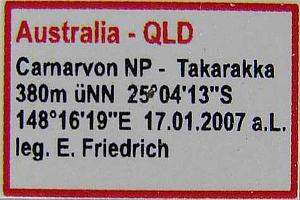 Australia - QLD
Carnarvon NP - Takarakka
380m üNN 25°04'13"S
148°16'19"E 17.01.2007 a.L.
leg. E. Friedrich